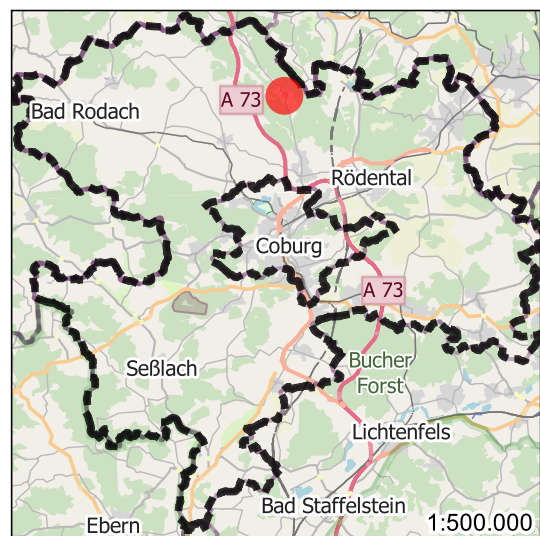 A 73
Bad Rodach
Rödental
Coburg
A 73
Bucher
Forst
Seßlach
Lichtenfels
Bad Staffelstein
Ebern
1:500.000